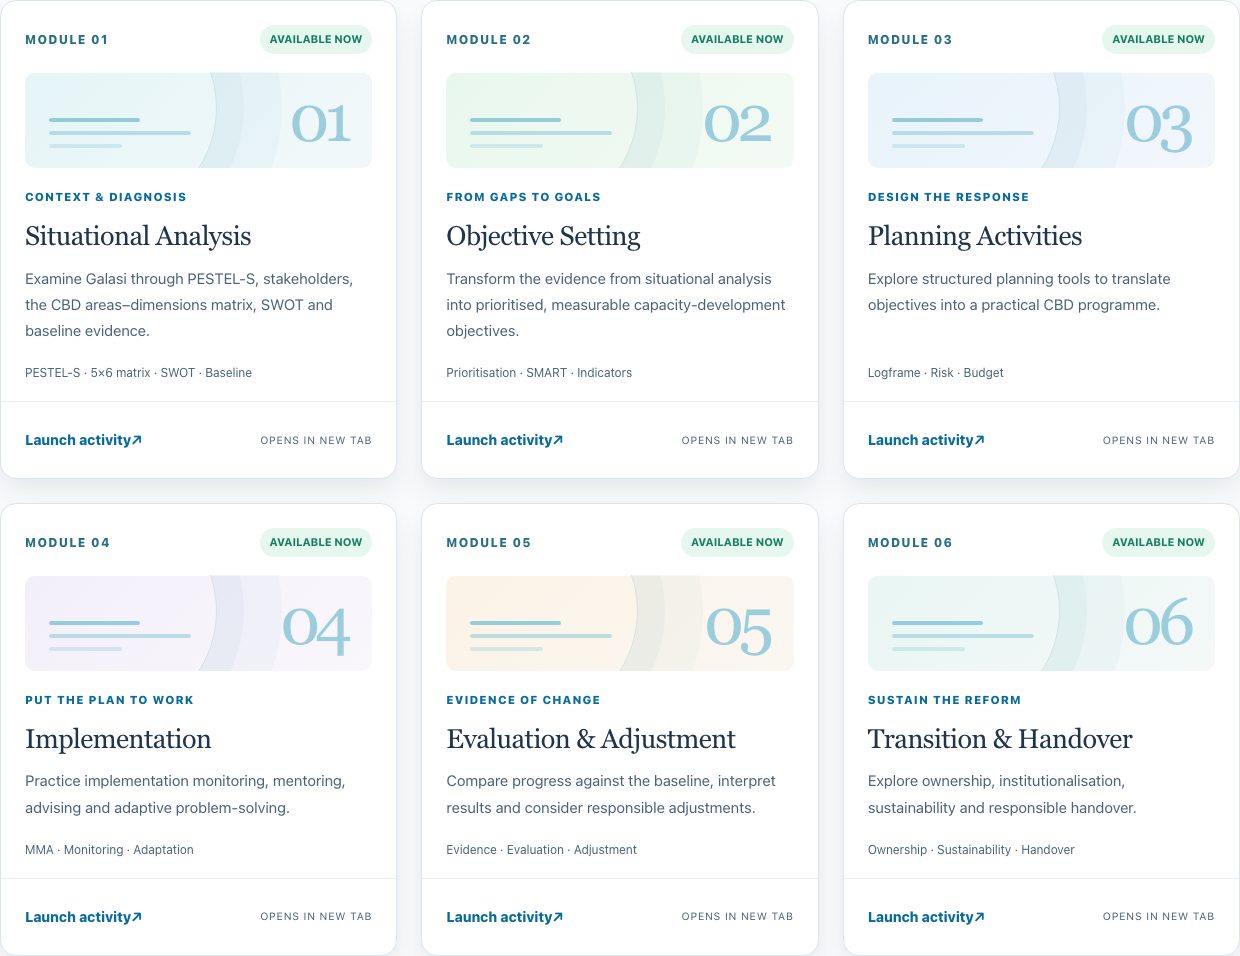 MODULE 01
AVAILABLE NOW
01
CONTEXT & DIAGNOSIS
Situational Analysis
Examine Galasi through PESTEL-S, stakeholders,
the CBD areas–dimensions matrix, SWOT and
baseline evidence.
PESTEL-S · 5×6 matrix · SWOT · Baseline
Launch activity↗
OPENS IN NEW TAB
MODULE 02
AVAILABLE NOW
02
FROM GAPS TO GOALS
Objective Setting
Transform the evidence from situational analysis
into prioritised, measurable capacity-development
objectives.
Prioritisation · SMART · Indicators
Launch activity↗
OPENS IN NEW TAB
MODULE 03
AVAILABLE NOW
03
DESIGN THE RESPONSE
Planning Activities
Explore structured planning tools to translate
objectives into a practical CBD programme.
Logframe · Risk · Budget
Launch activity↗
OPENS IN NEW TAB
MODULE 04
AVAILABLE NOW
04
PUT THE PLAN TO WORK
Implementation
Practice implementation monitoring, mentoring,
advising and adaptive problem-solving.
MMA · Monitoring · Adaptation
Launch activity↗
OPENS IN NEW TAB
MODULE 05
AVAILABLE NOW
05
EVIDENCE OF CHANGE
Evaluation & Adjustment
Compare progress against the baseline, interpret
results and consider responsible adjustments.
Evidence · Evaluation · Adjustment
Launch activity↗
OPENS IN NEW TAB
MODULE 06
AVAILABLE NOW
06
SUSTAIN THE REFORM
Transition & Handover
Explore ownership, institutionalisation,
sustainability and responsible handover.
Ownership · Sustainability · Handover
Launch activity↗
OPENS IN NEW TAB